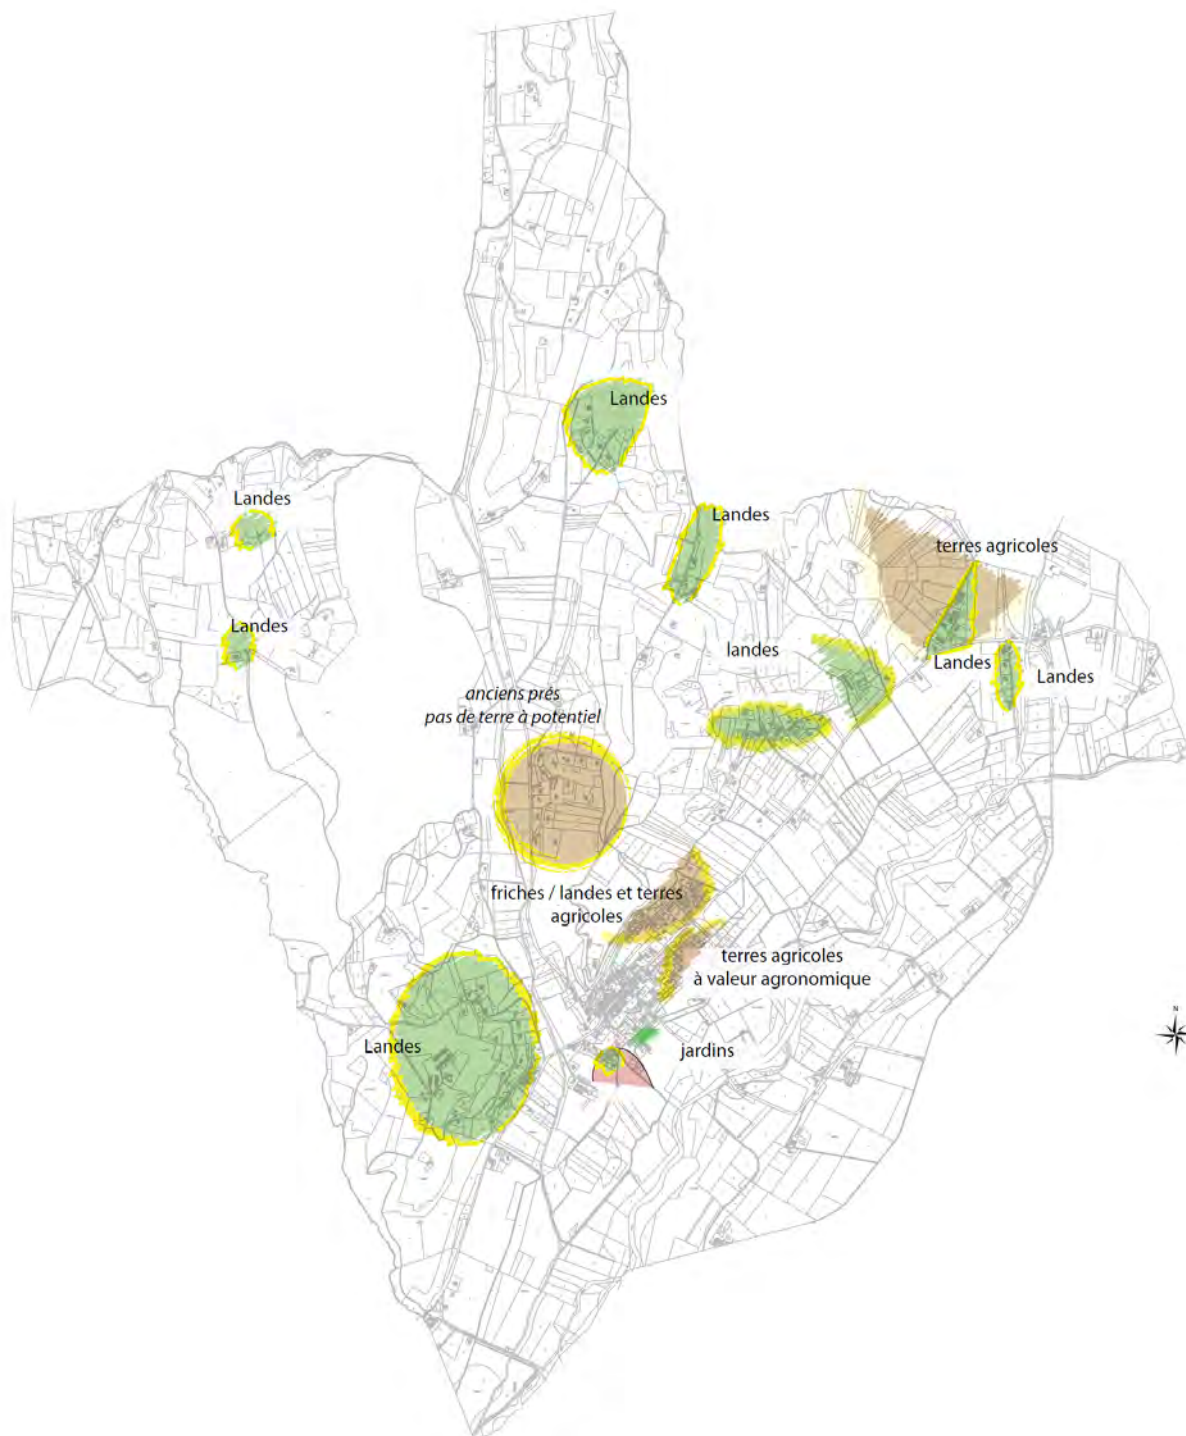 Landes
Landes
Landes
terres agricoles
Landes
landes
Landes
Landes
anciens prés
pas de terre à potentiel
friches / landes et terres
agricoles
terres agricoles
à valeur agronomique
Landes
jardins
N